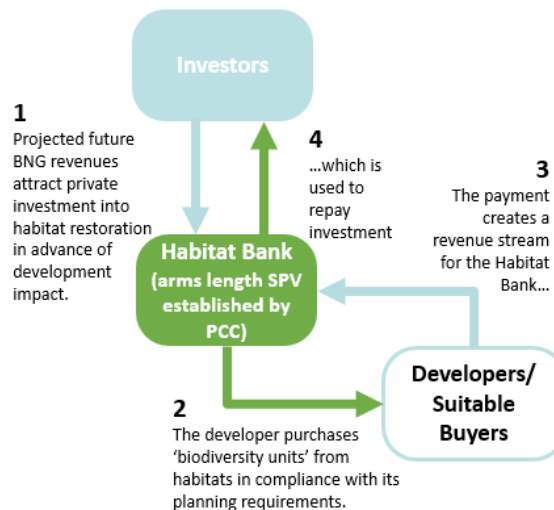 Investors
1
Projected future
BNG revenues
attract private
investment into
habitat restoration
in advance of
development
impact.
4
...which is
used to
repay
investment
3
The payment
creates a
revenue stream
for the Habitat
Bank...
Habitat Bank
(arms length SPV
established by
PCC)
Developers/
Suitable
Buyers
2
The developer purchases
‘biodiversity units’ from
habitats in compliance with its
planning requirements.